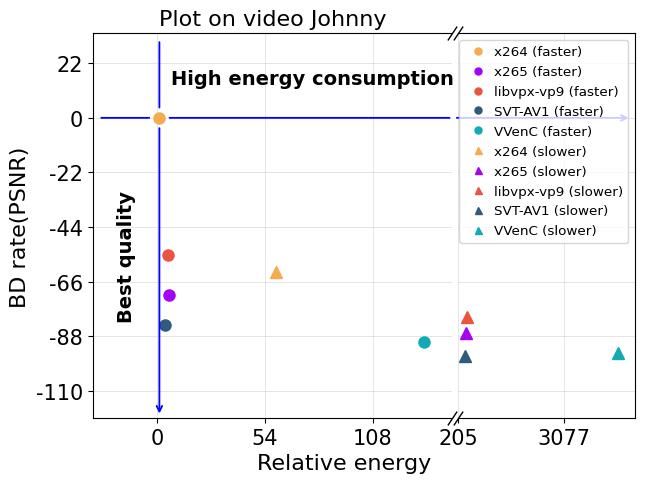 Plot on video Johnny
High energy consumption
x264 (faster)
x265 (faster)
libvpx-vp9 (faster)
SVT-AV1 (faster)
VVenC (faster)
x264 (slower)
x265 (slower)
libvpx-vp9 (slower)
SVT-AV1 (slower)
VVenC (slower)
Best quality
BD rate(PSNR)
22
0
-22
-44
-66
-88
-110
0 54 108 205 3077
Relative energy